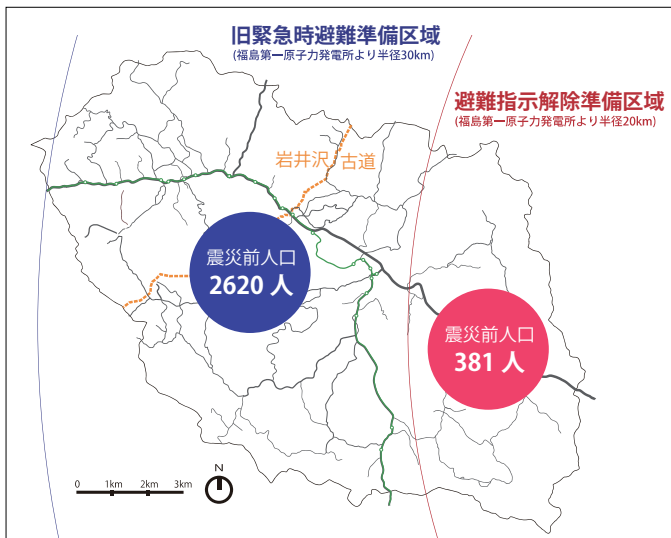 旧緊急時避難準備区域
(福島第一原子力発電所より半径30km)
避難指示解除準備区域
(福島第一原子力発電所より半径20km)
岩井沢 古道
震災前人口
2620 人
震災前人口
381 人
0 1km 2km 3km
N